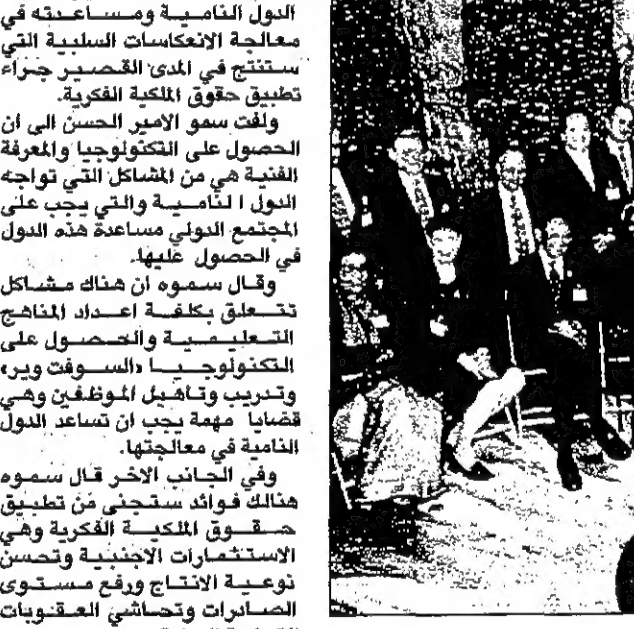 الدول النامية ومساعدته في
معالجة الانعكاسات السلبية التي
ستنتج في المدى القصير جراء
تطبيق حقوق الملكية الفكرية.
ولفت سمو الامير الحسن الى ان
الحصول على التكنولوجيا والمعرفة
الفنية هي من المشاكل التي تواجه
الدول ا لنامية والتي يجب على
المجتمع الدولي مساعدة هذه الدول
في الحصول عليها.
وقال سموه ان هناك مشاكل
تتعلق بكلفة اعداد المناهج
التعليمية والحصول على
التكنولوجيا «السوفت وير»
وتدريب وتاهيل الموظفين وهي
قضايا مهمة يجب ان تساعد الدول
النامية في معالجتها.
وفي الجانب الاخر قال سموه
هنالك فوائد ستجنى من تطبيق
حقوق الملكية الفكرية وهي
الاستثمارات الاجنبية وتحسن
نوعية الانتاج ورفع مستوى
الصادرات وتحاشي العقوبات